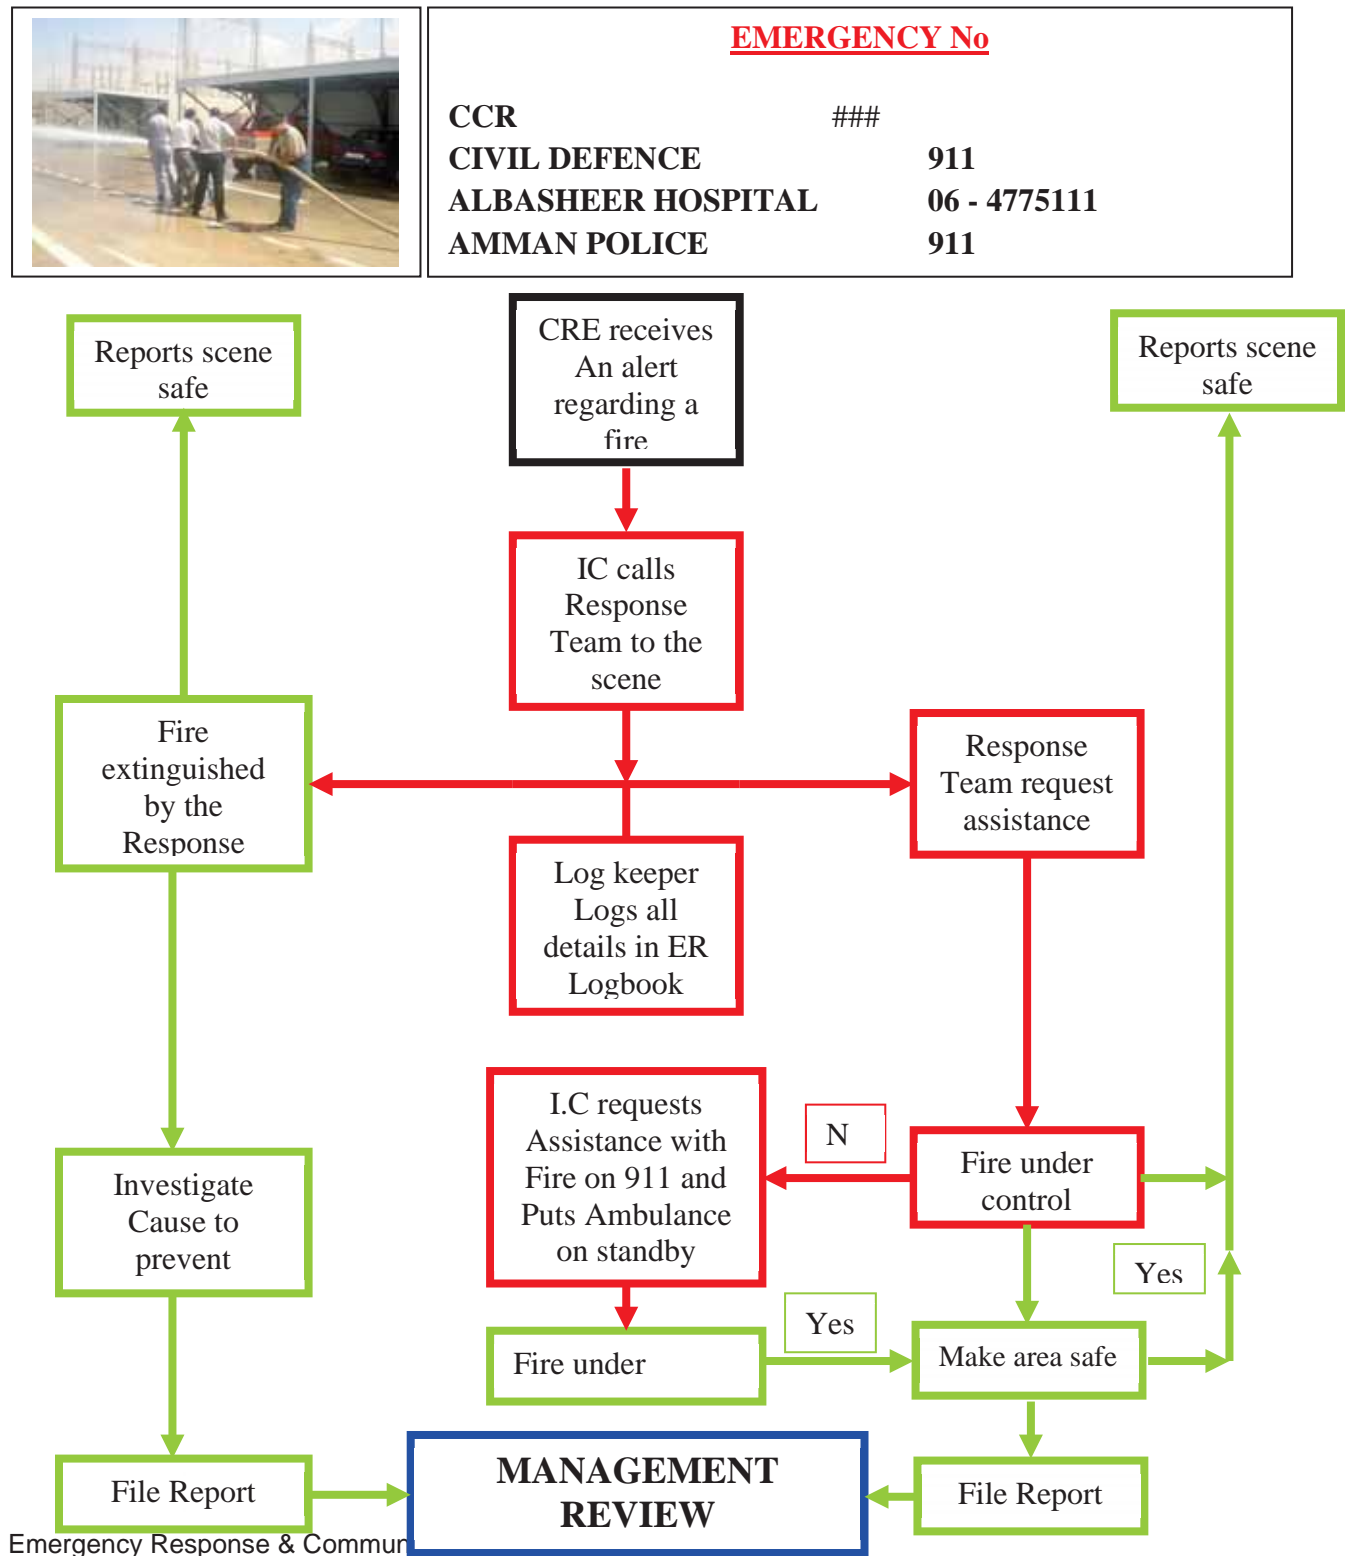 EMERGENCY No
CCR ###
CIVIL DEFENCE 911
ALBASHEER HOSPITAL 06 - 4775111
AMMAN POLICE 911
CRE receives
An alert
regarding a
fire
Reports scene
safe
Reports scene
safe
IC calls
Response
Team to the
scene
Fire
extinguished
by the
Response
Response
Team request
assistance
Log keeper
Logs all
details in ER
Logbook
I.C requests
Assistance with
Fire on 911 and
Puts Ambulance
on standby
N
Fire under
control
Investigate
Cause to
prevent
Yes
Yes
Fire under
Make area safe
File Report
MANAGEMENT
REVIEW
File Report
Emergency Response & Commun